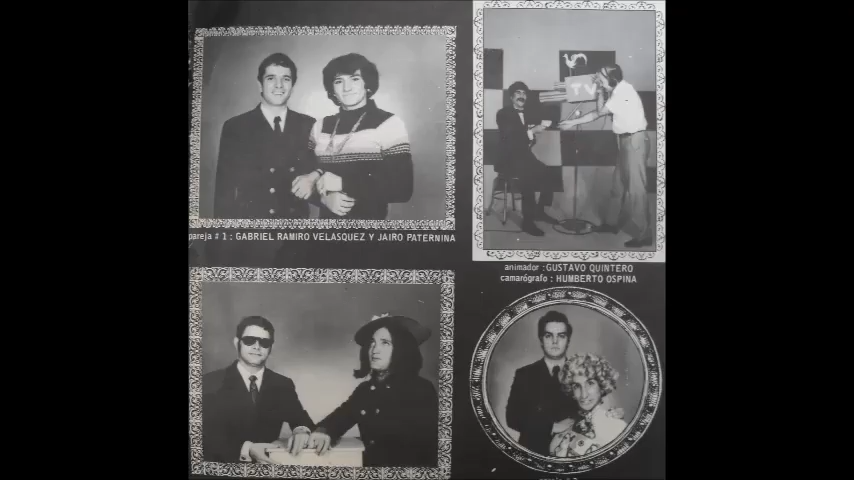 pareja # 1 : GABRIEL RAMIRO VELASQUEZ Y JAIRO PATERNINA
TV
animador : GUSTAVO QUINTERO
camarógrafo : HUMBERTO OSPINA